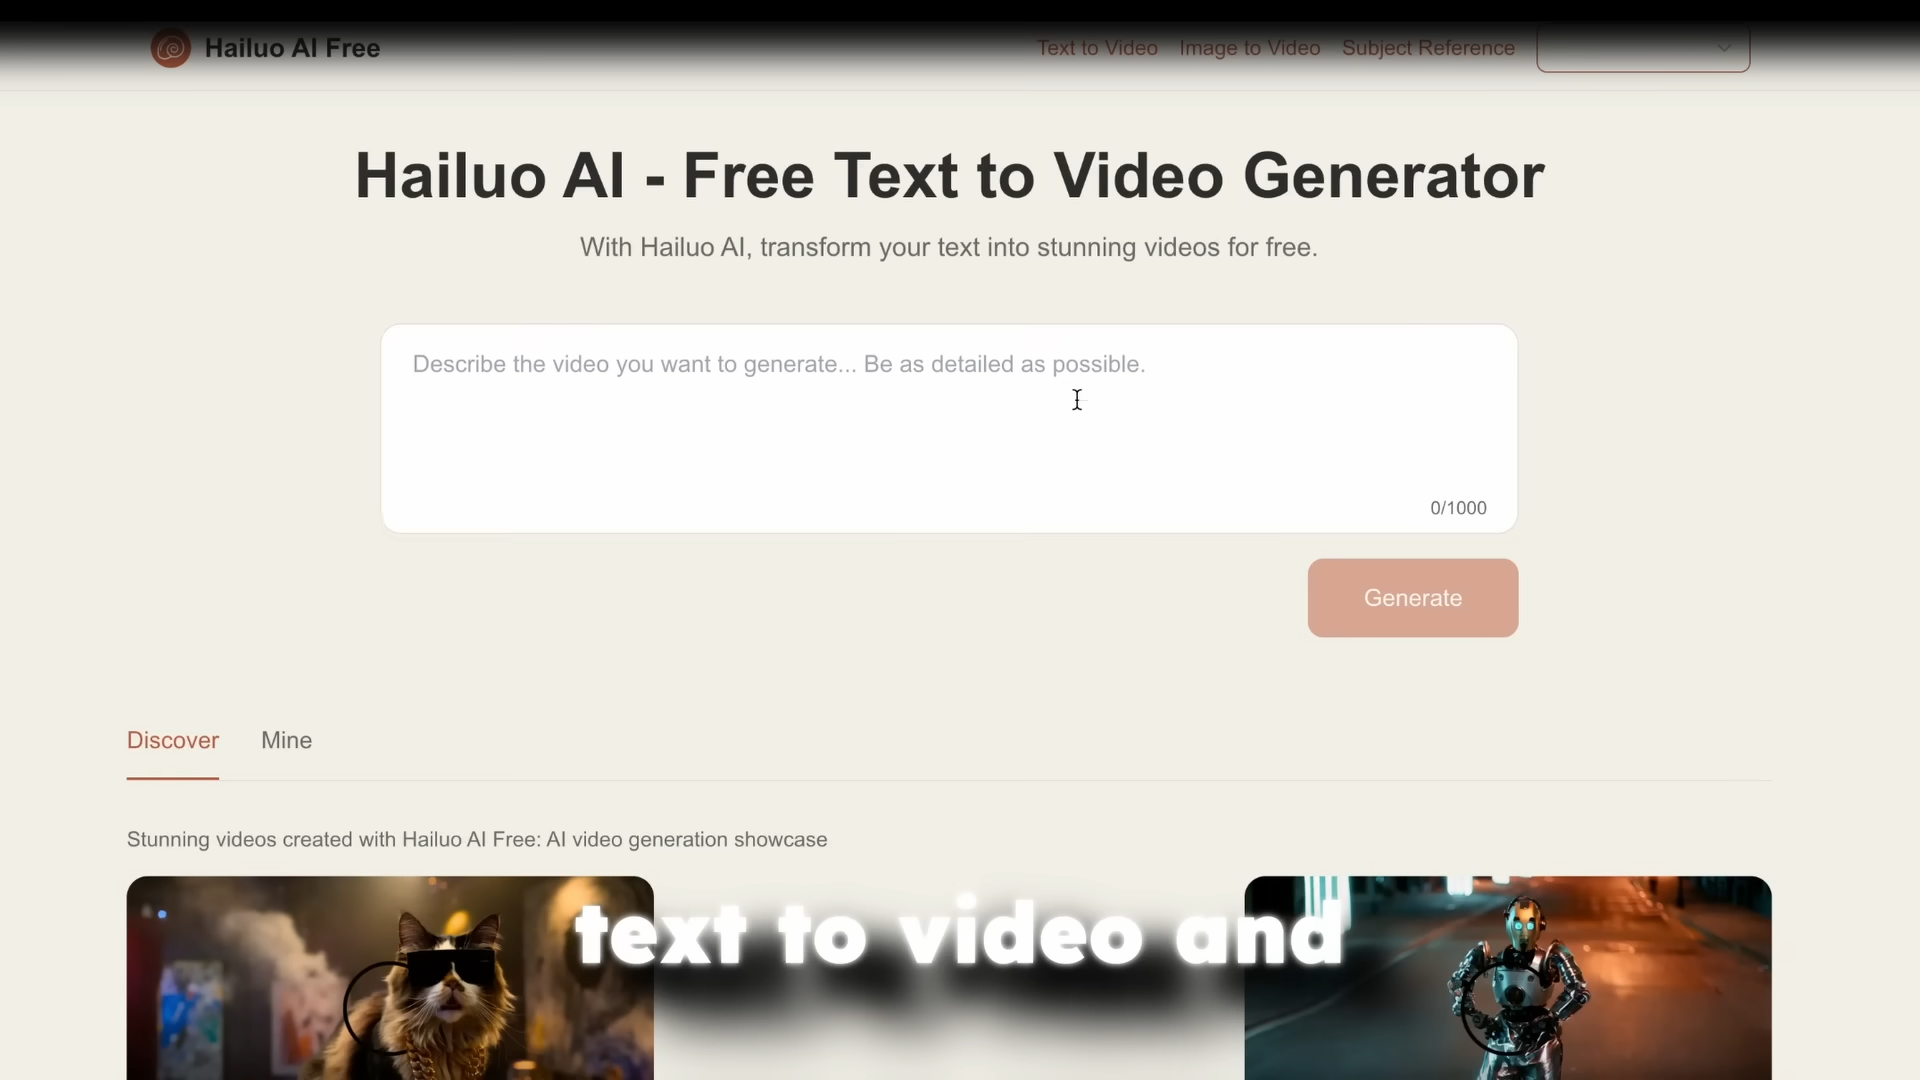 Hailuo AI Free
Text to Video Image to Video Subject Reference
Hailuo AI - Free Text to Video Generator
With Hailuo AI, transform your text into stunning videos for free.
Describe the video you want to generate... Be as detailed as possible.
0/1000
Generate
Discover Mine
Stunning videos created with Hailuo AI Free: AI video generation showcase
text to video and